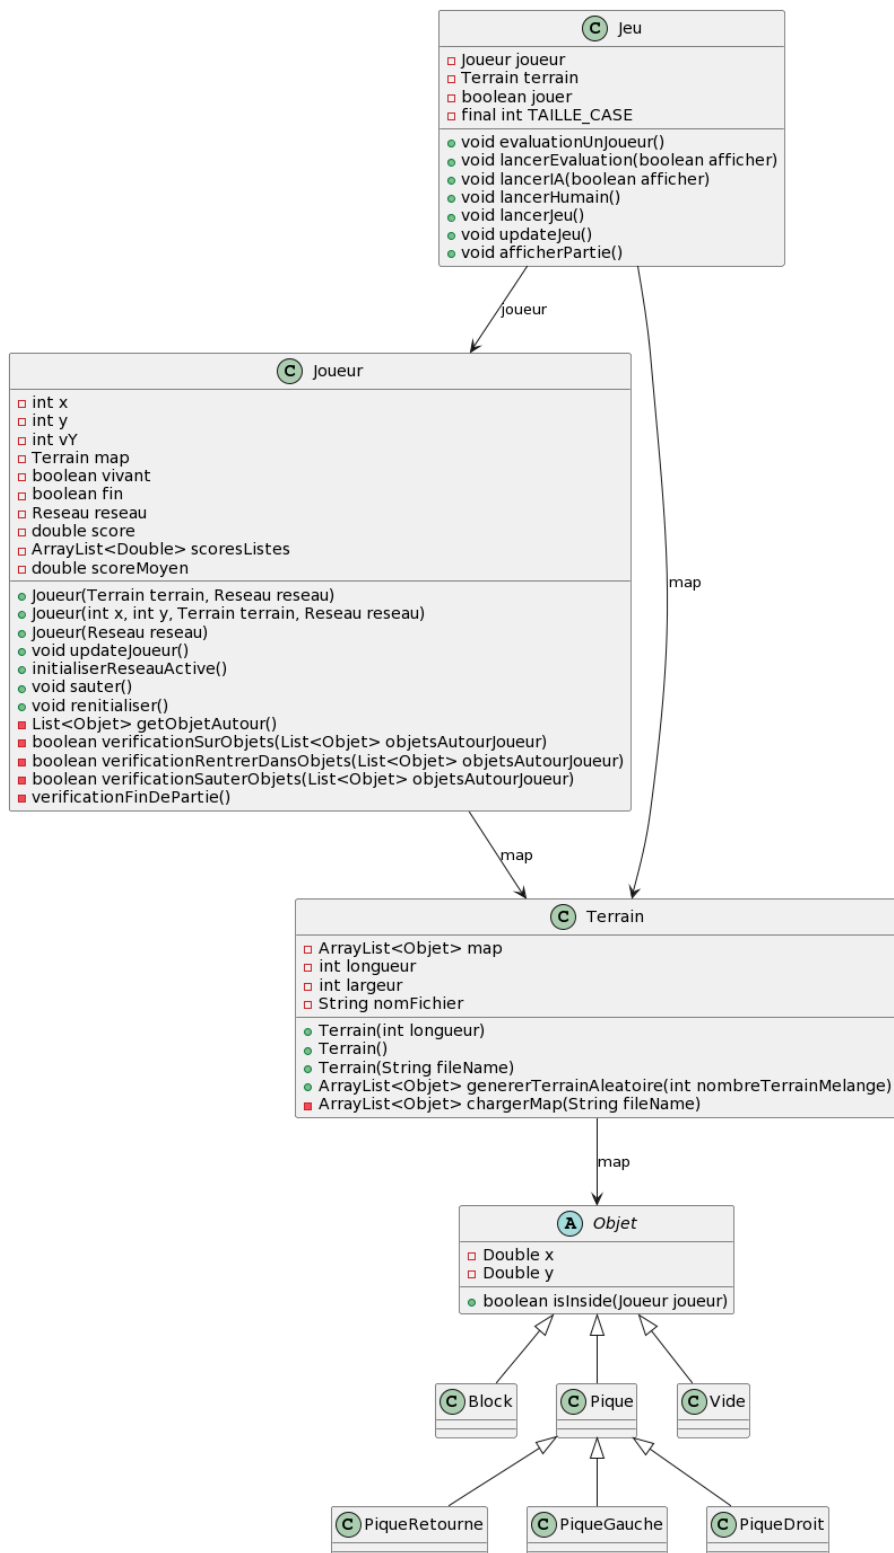 C Jeu
Joueur joueur
Terrain terrain
boolean jouer
final int TAILLE_CASE
void evaluationUnJoueur()
void lancerEvaluation(boolean afficher)
void lancerIA(boolean afficher)
void lancerHumain()
void lancerJeu()
void updateJeu()
void afficherPartie()
joueur
C Joueur
int x
int y
int vY
Terrain map
boolean vivant
boolean fin
Reseau reseau
double score
ArrayList<Double> scoresListes
double scoreMoyen
Joueur(Terrain terrain, Reseau reseau)
Joueur(int x, int y, Terrain terrain, Reseau reseau)
Joueur(Reseau reseau)
void updateJoueur()
initialiserReseauActive()
void sauter()
void renitialiser()
List<Objet> getObjetAutour()
boolean verificationSurObjets(List<Objet> objetsAutourJoueur)
boolean verificationRentrerDansObjets(List<Objet> objetsAutourJoueur)
boolean verificationSauterObjets(List<Objet> objetsAutourJoueur)
verificationFinDePartie()
map
map
C Terrain
ArrayList<Objet> map
int longueur
int largeur
String nomFichier
Terrain(int longueur)
Terrain()
Terrain(String fileName)
ArrayList<Objet> genererTerrainAleatoire(int nombreTerrainMelange)
ArrayList<Objet> chargerMap(String fileName)
map
A Objet
Double x
Double y
boolean isInside(Joueur joueur)
C Block
C Pique
C Vide
C PiqueRetourne
C PiqueGauche
C PiqueDroit